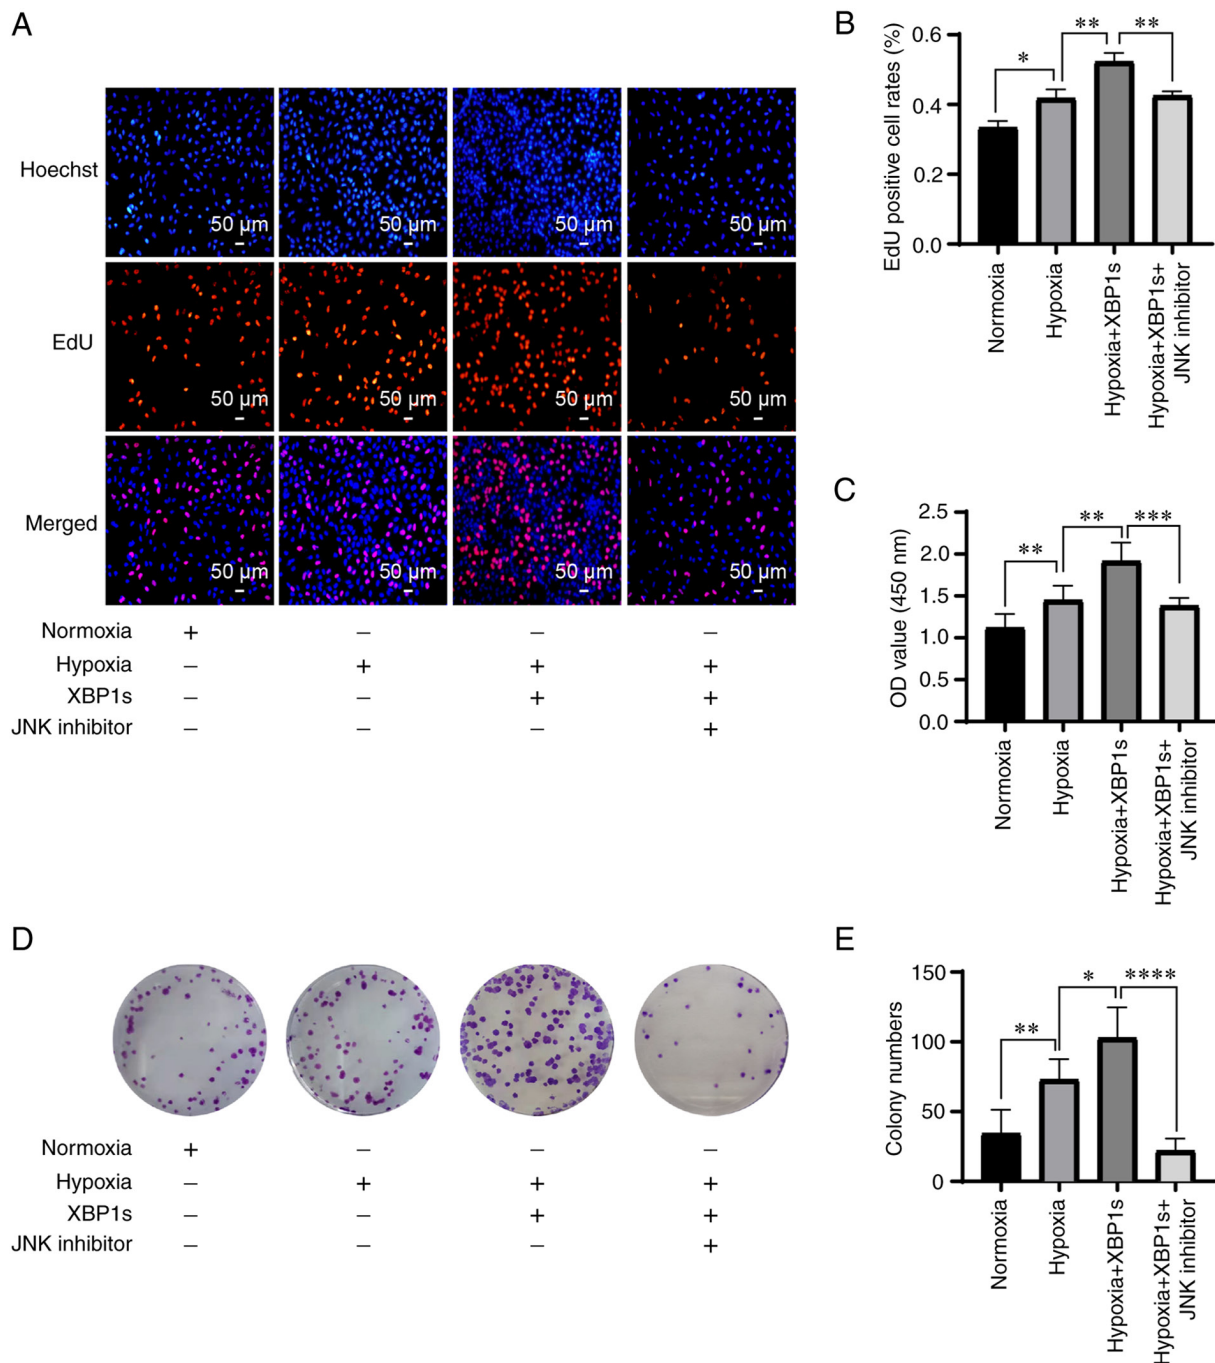 A
Hoechst
50 µm
50 µm
50 µm
50 µm
EdU
50 µm
50 µm
50 µm
50 µm
Merged
50 µm
50 µm
50 µm
50 µm
Normoxia + – – –
Hypoxia – + + +
XBP1s – – + +
JNK inhibitor – – – +
B
EdU positive cell rates (%)
0.6
0.4
0.2
0.0
*
**
**
Normoxia
Hypoxia
Hypoxia+XBP1s
Hypoxia+XBP1s+
JNK inhibitor
C
OD value (450 nm)
2.5
2.0
1.5
1.0
0.5
0.0
**
**
***
Normoxia
Hypoxia
Hypoxia+XBP1s
Hypoxia+XBP1s+
JNK inhibitor
D
Normoxia + – – –
Hypoxia – + + +
XBP1s – – + +
JNK inhibitor – – – +
E
Colony numbers
150
100
50
0
**
*
****
Normoxia
Hypoxia
Hypoxia+XBP1s
Hypoxia+XBP1s+
JNK inhibitor